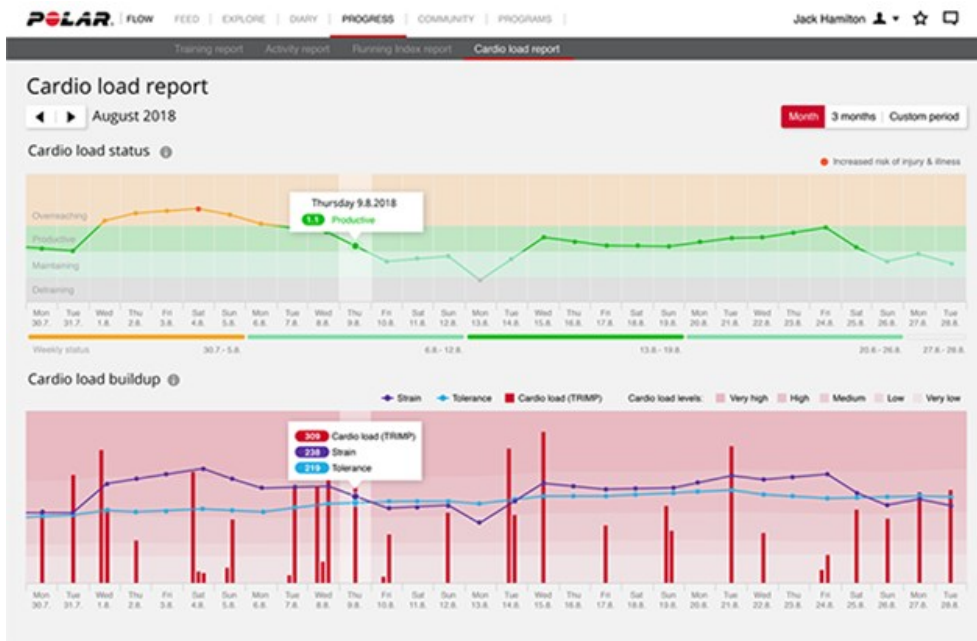 POLAR. FLOW FEED EXPLORE DIARY PROGRESS COMMUNITY PROGRAMS Jack Hamilton
Training report Activity report Running Index report Cardio load report
Cardio load report
August 2018
Month 3 months Custom period
Cardio load status
Increased risk of injury & illness
Thursday 9.8.2018
1.1 Productive
Overreaching
Productive
Maintaining
Detraining
Mon Tue Wed Thu Fri Sat Sun Mon Tue Wed Thu Fri Sat Sun Mon Tue Wed Thu Fri Sat Sun Mon Tue Wed Thu Fri Sat Sun Mon Tue
30.7. 31.7. 1.8. 2.8. 3.8. 4.8. 5.8. 6.8. 7.8. 8.8. 9.8. 10.8. 11.8. 12.8. 13.8. 14.8. 15.8. 16.8. 17.8. 18.8. 19.8. 20.8. 21.8. 22.8. 23.8. 24.8. 25.8. 26.8. 27.8. 28.8.
Weekly status 30.7.- 5.8. 6.8.- 12.8. 13.8.- 19.8. 20.8.- 26.8. 27.8.- 28.8.
Cardio load buildup
Strain Tolerance Cardio load (TRIMP) Cardio load levels: Very high High Medium Low Very low
309 Cardio load (TRIMP)
238 Strain
219 Tolerance
Mon Tue Wed Thu Fri Sat Sun Mon Tue Wed Thu Fri Sat Sun Mon Tue Wed Thu Fri Sat Sun Mon Tue Wed Thu Fri Sat Sun Mon Tue
30.7. 31.7. 1.8. 2.8. 3.8. 4.8. 5.8. 6.8. 7.8. 8.8. 9.8. 10.8. 11.8. 12.8. 13.8. 14.8. 15.8. 16.8. 17.8. 18.8. 19.8. 20.8. 21.8. 22.8. 23.8. 24.8. 25.8. 26.8. 27.8. 28.8.